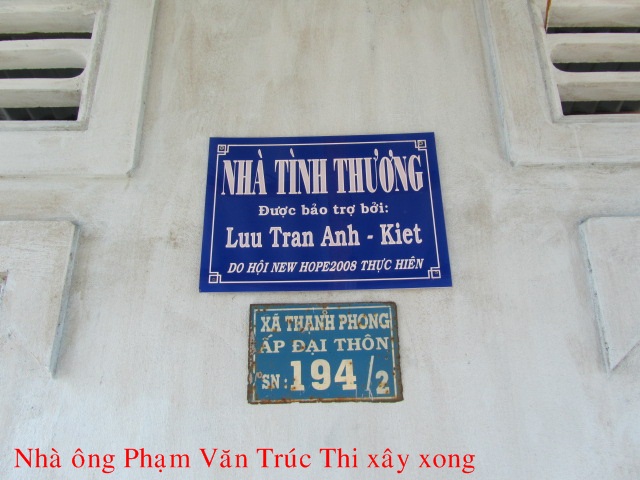 NHÀ TÌNH THƯƠNG
Được bảo trợ bởi:
Luu Tran Anh - Kiet
DO HỘI NEW HOPE2008 THỰC HIÊN
XÃ THẠNH PHONG
ẤP ĐẠI THÔN
SN: 194/2
Nhà ông Phạm Văn Trúc Thi xây xong